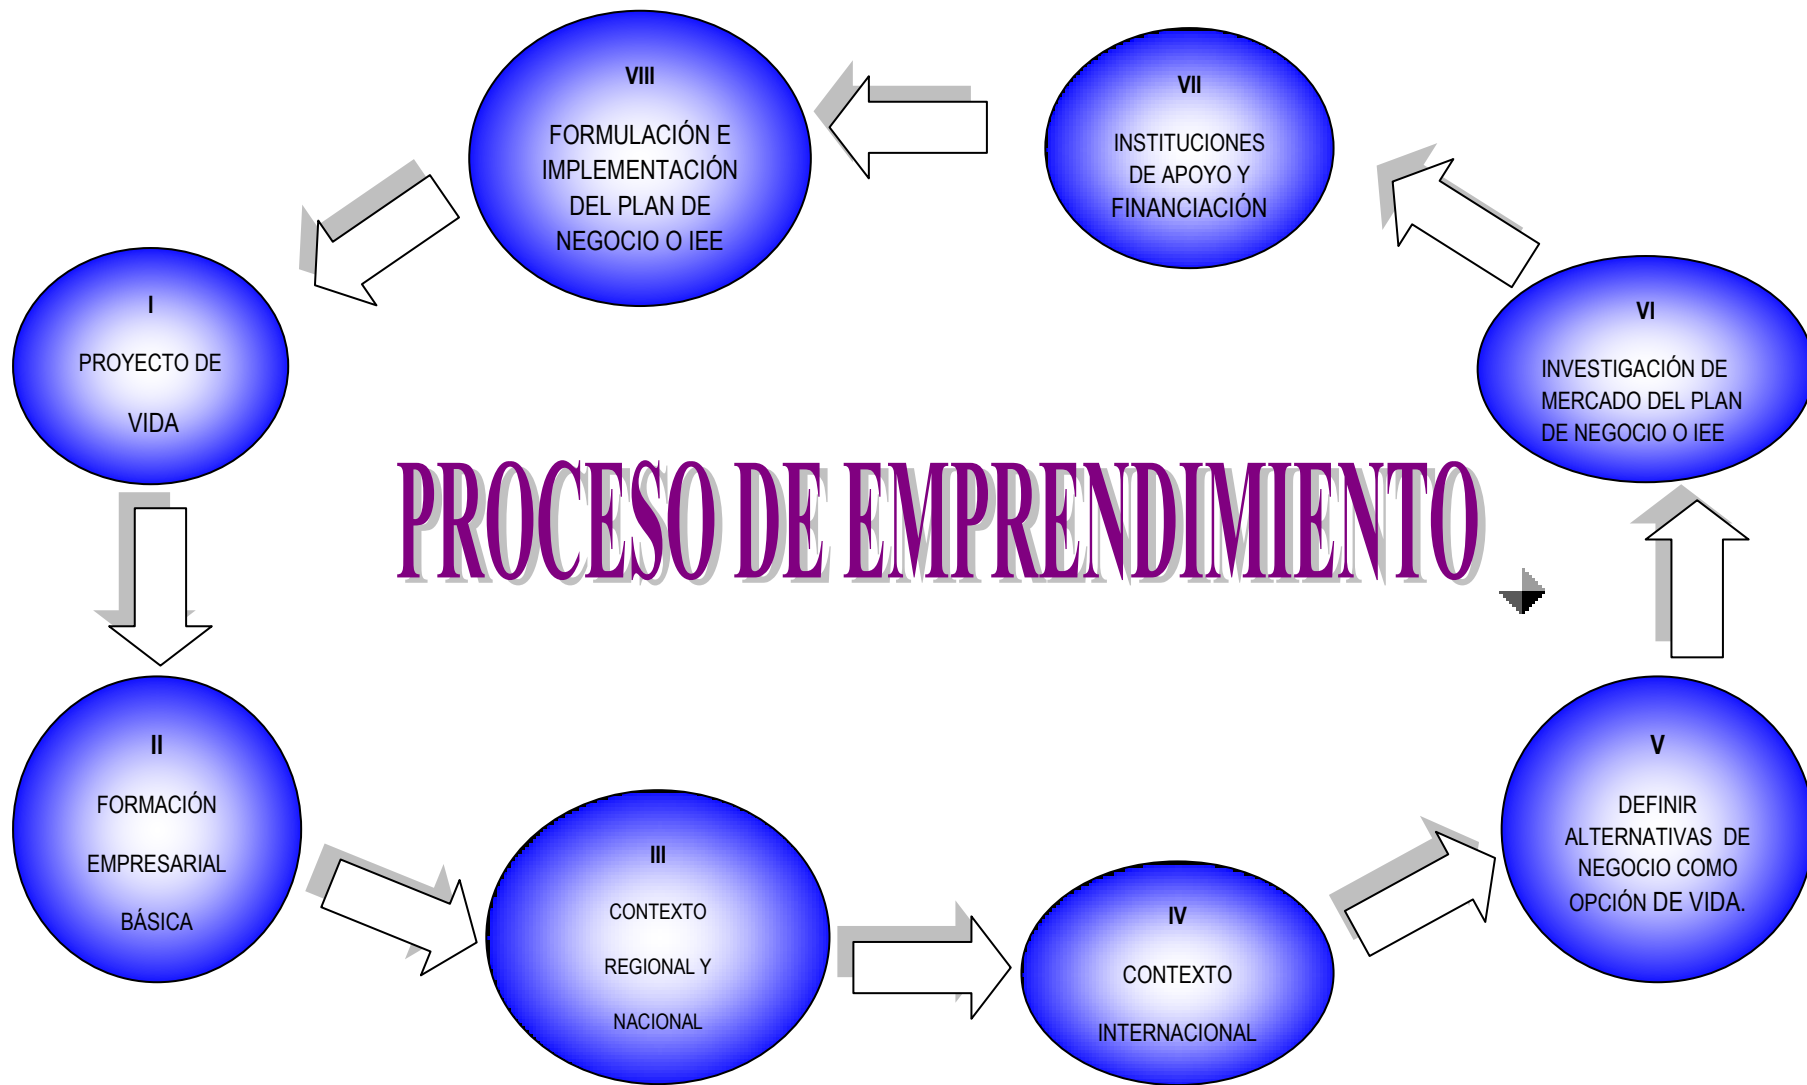 PROCESO DE EMPRENDIMIENTO
I
PROYECTO DE
VIDA
II
FORMACIÓN
EMPRESARIAL
BÁSICA
III
CONTEXTO
REGIONAL Y
NACIONAL
IV
CONTEXTO
INTERNACIONAL
V
DEFINIR
ALTERNATIVAS DE
NEGOCIO COMO
OPCIÓN DE VIDA.
VI
INVESTIGACIÓN DE
MERCADO DEL PLAN
DE NEGOCIO O IEE
VII
INSTITUCIONES
DE APOYO Y
FINANCIACIÓN
VIII
FORMULACIÓN E
IMPLEMENTACIÓN
DEL PLAN DE
NEGOCIO O IEE